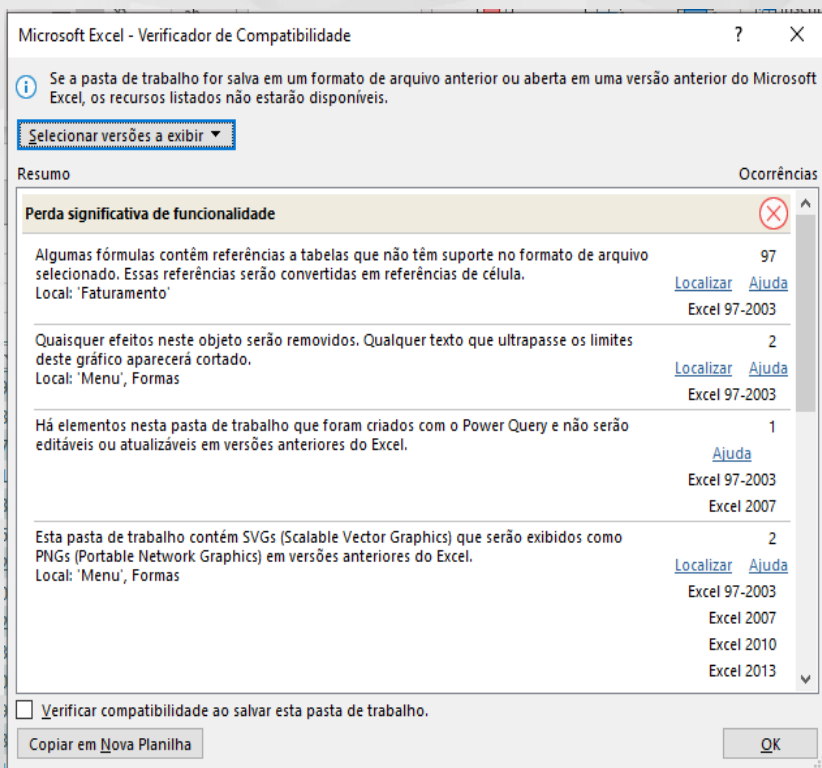 Microsoft Excel - Verificador de Compatibilidade
?
Se a pasta de trabalho for salva em um formato de arquivo anterior ou aberta em uma versão anterior do Microsoft
Excel, os recursos listados não estarão disponíveis.
Selecionar versões a exibir
Resumo
Ocorrências
Perda significativa de funcionalidade
Algumas fórmulas contêm referências a tabelas que não têm suporte no formato de arquivo
selecionado. Essas referências serão convertidas em referências de célula.
Local: 'Faturamento'
97
Localizar Ajuda
Excel 97-2003
Quaisquer efeitos neste objeto serão removidos. Qualquer texto que ultrapasse os limites
deste gráfico aparecerá cortado.
Local: 'Menu', Formas
2
Localizar Ajuda
Excel 97-2003
Há elementos nesta pasta de trabalho que foram criados com o Power Query e não serão
editáveis ou atualizáveis em versões anteriores do Excel.
1
Ajuda
Excel 97-2003
Excel 2007
Esta pasta de trabalho contém SVGs (Scalable Vector Graphics) que serão exibidos como
PNGs (Portable Network Graphics) em versões anteriores do Excel.
Local: 'Menu', Formas
2
Localizar Ajuda
Excel 97-2003
Excel 2007
Excel 2010
Excel 2013
Verificar compatibilidade ao salvar esta pasta de trabalho.
Copiar em Nova Planilha
OK